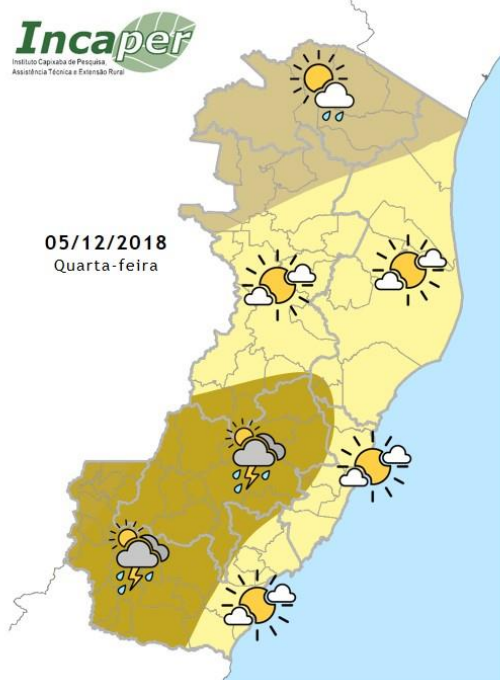 Incaper
Instituto Capixaba de Pesquisa,
Assistência Técnica e Extensão Rural
05/12/2018
Quarta-feira